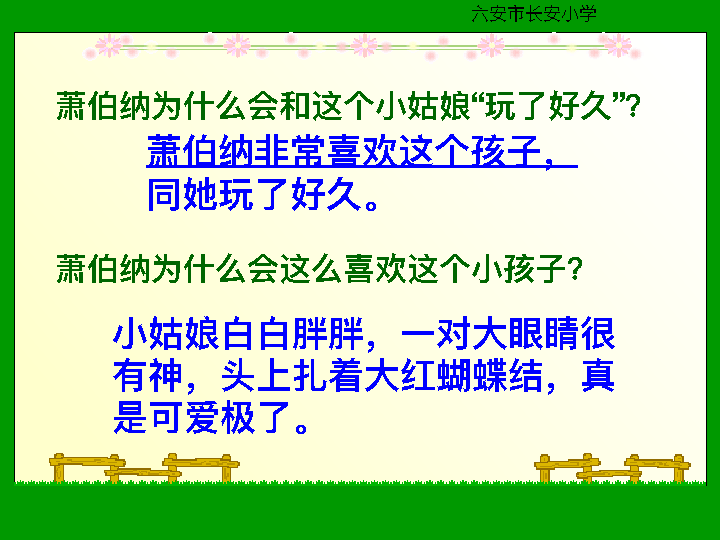 六安市长安小学
萧伯纳为什么会和这个小姑娘“玩了好久”？
萧伯纳非常喜欢这个孩子，
同她玩了好久。
萧伯纳为什么会这么喜欢这个小孩子？
小姑娘白白胖胖，一对大眼睛很
有神，头上扎着大红蝴蝶结，真
是可爱极了。